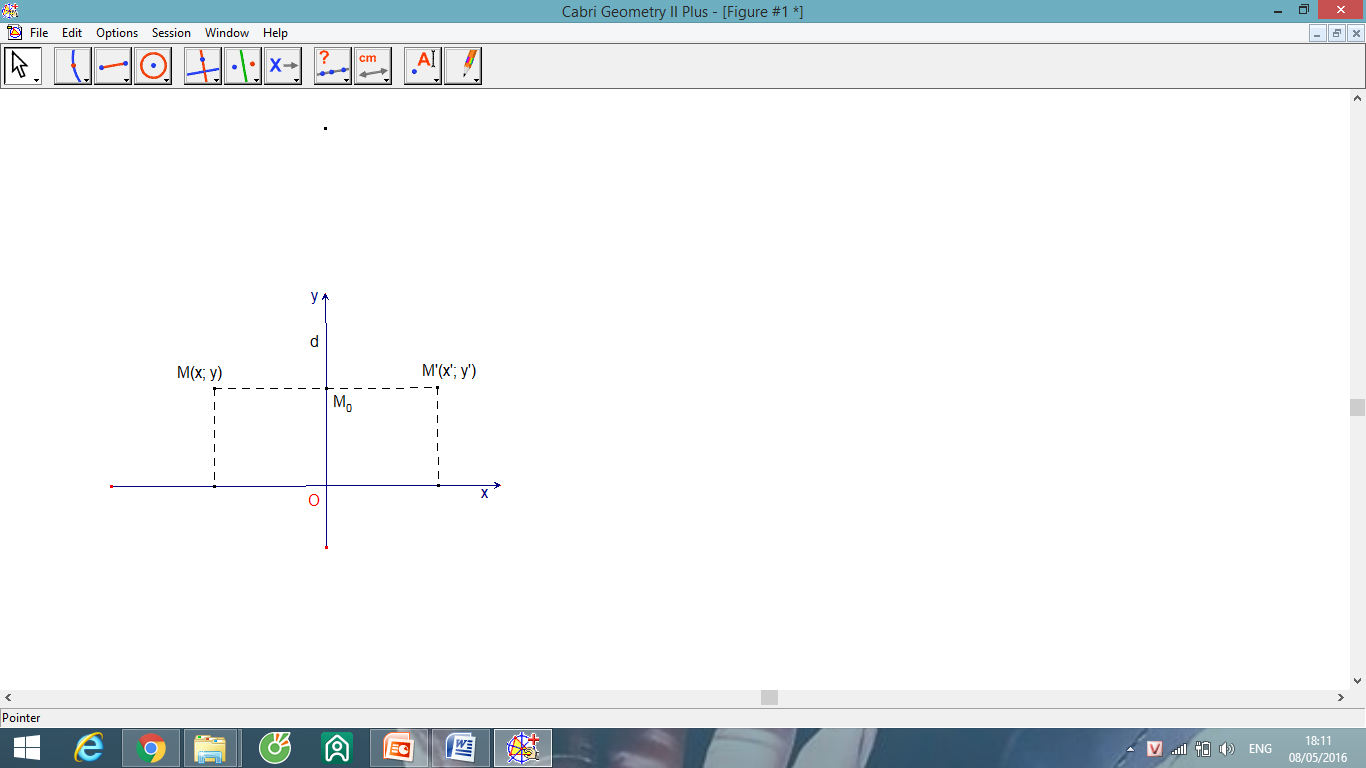 Cabri Geometry II Plus - [Figure #1 *]
File Edit Options Session Window Help
? cm A
X
y
d
M(x; y) M'(x'; y')
M₀
O x
Pointer
ENG 18:11
08/05/2016